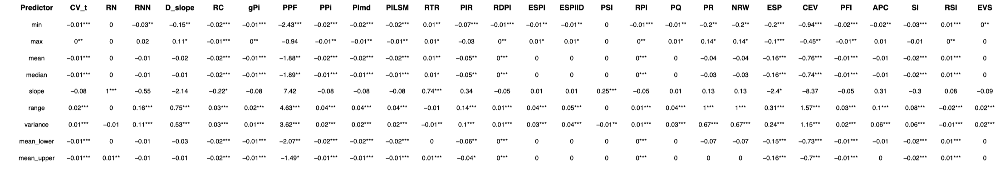 Predictor CV_t RN RNN D_slope RC gPi PPF PPi PImd PILSM RTR PIR RDPI ESPI ESPIID PSI RPI PQ PR NRW ESP CEV PFI APC SI RSI EVS
min −0.01*** 0 −0.03** −0.15** −0.02*** −0.01*** −2.43*** −0.02*** −0.02*** −0.02*** 0.01** −0.07*** −0.01*** −0.01** −0.01** 0 −0.01*** −0.01** −0.2** −0.2** −0.2*** −0.94*** −0.02*** −0.02** −0.03*** 0.01*** 0**
max 0** 0 0.02 0.11* −0.01*** 0** −0.94 −0.01** −0.01** −0.01** 0.01* −0.03 0** 0.01* 0.01* 0 0** 0.01* 0.14* 0.14* −0.1*** −0.45** −0.01** 0.01 −0.01 0** 0
mean −0.01*** 0 −0.01 −0.02 −0.02*** −0.01*** −1.88** −0.02*** −0.02*** −0.02*** 0.01** −0.05** 0*** 0 0 0 0*** 0 −0.04 −0.04 −0.16*** −0.76*** −0.01*** −0.01 −0.02*** 0.01*** 0
median −0.01*** 0 −0.01 −0.01 −0.02*** −0.01*** −1.89** −0.01*** −0.01*** −0.01*** 0.01* −0.05** 0*** 0 0 0 0*** 0 −0.03 −0.03 −0.16*** −0.74*** −0.01*** −0.01 −0.02*** 0.01*** 0
slope −0.08 1*** −0.55 −2.14 −0.22* −0.08 7.42 −0.08 −0.08 −0.08 0.74*** 0.34 −0.05 0.01 0.01 0.25*** −0.05 0.01 0.13 0.13 −2.4* −8.37 −0.05 0.31 −0.3 0.08 −0.09
range 0.02*** 0 0.16*** 0.75*** 0.03*** 0.02*** 4.63*** 0.04*** 0.04*** 0.04*** −0.01 0.14*** 0.01*** 0.04*** 0.05*** 0 0.01*** 0.04*** 1*** 1*** 0.31*** 1.57*** 0.03*** 0.1*** 0.08*** −0.02*** 0.02***
variance 0.01*** −0.01 0.11*** 0.53*** 0.03*** 0.01*** 3.62*** 0.02*** 0.02*** 0.02*** −0.01** 0.1*** 0.01*** 0.03*** 0.04*** −0.01** 0.01*** 0.03*** 0.67*** 0.67*** 0.24*** 1.15*** 0.02*** 0.06*** 0.06*** −0.01*** 0.02***
mean_lower −0.01*** 0 −0.01 −0.03 −0.02*** −0.01*** −2.07** −0.02*** −0.02*** −0.02*** 0 −0.06** 0*** 0 0 0 0*** 0 −0.07 −0.07 −0.15*** −0.73*** −0.01*** −0.01 −0.02*** 0.01*** 0
mean_upper −0.01*** 0.01** −0.01 −0.01 −0.02*** −0.01*** −1.49* −0.01*** −0.01*** −0.01*** 0.01*** −0.04* 0*** 0 0 0 0*** 0 0 0 −0.16*** −0.7*** −0.01*** 0 −0.02*** 0.01*** 0